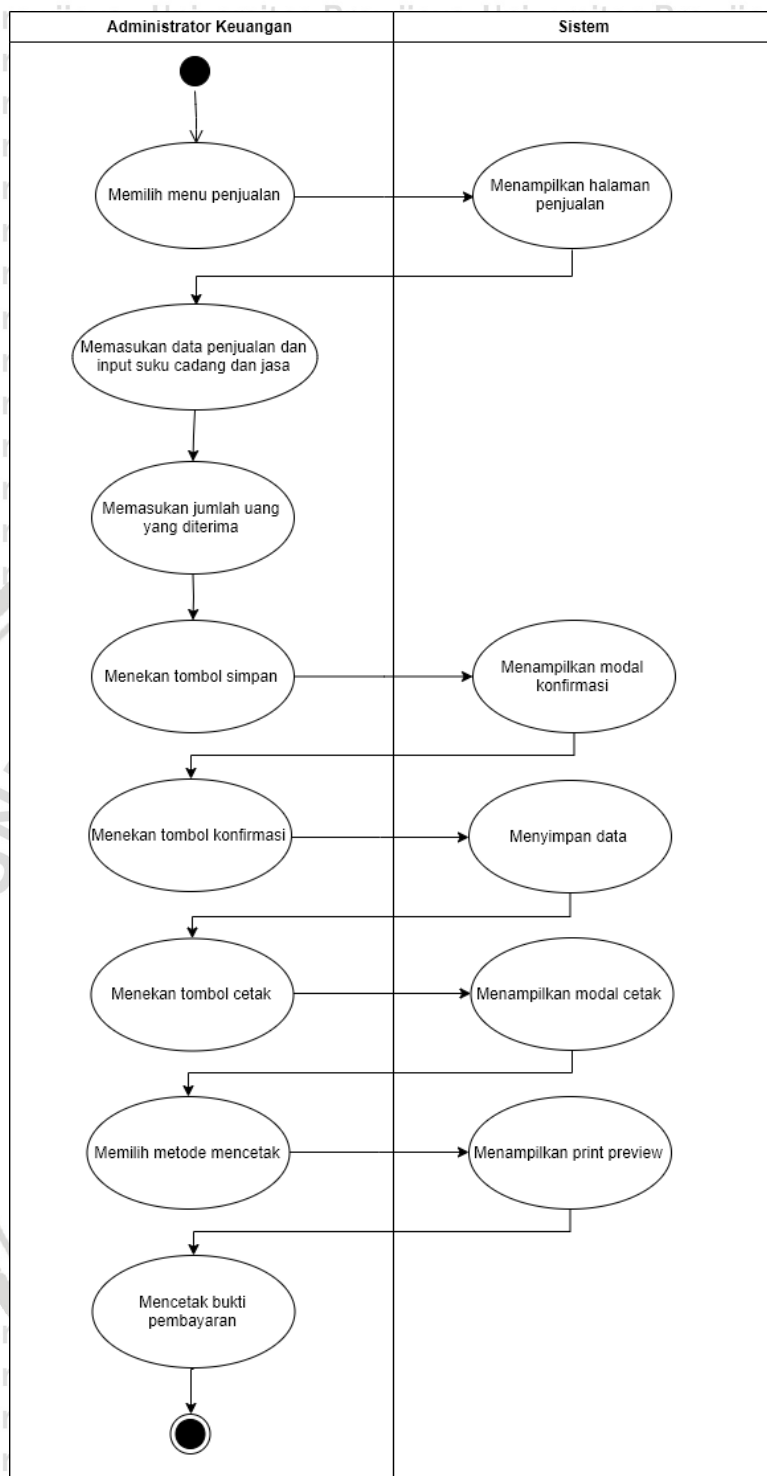 Administrator Keuangan
Sistem
Memilih menu penjualan
Menampilkan halaman
penjualan
Memasukan data penjualan dan
input suku cadang dan jasa
Memasukan jumlah uang
yang diterima
Menekan tombol simpan
Menampilkan modal
konfirmasi
Menekan tombol konfirmasi
Menyimpan data
Menekan tombol cetak
Menampilkan modal cetak
Memilih metode mencetak
Menampilkan print preview
Mencetak bukti
pembayaran